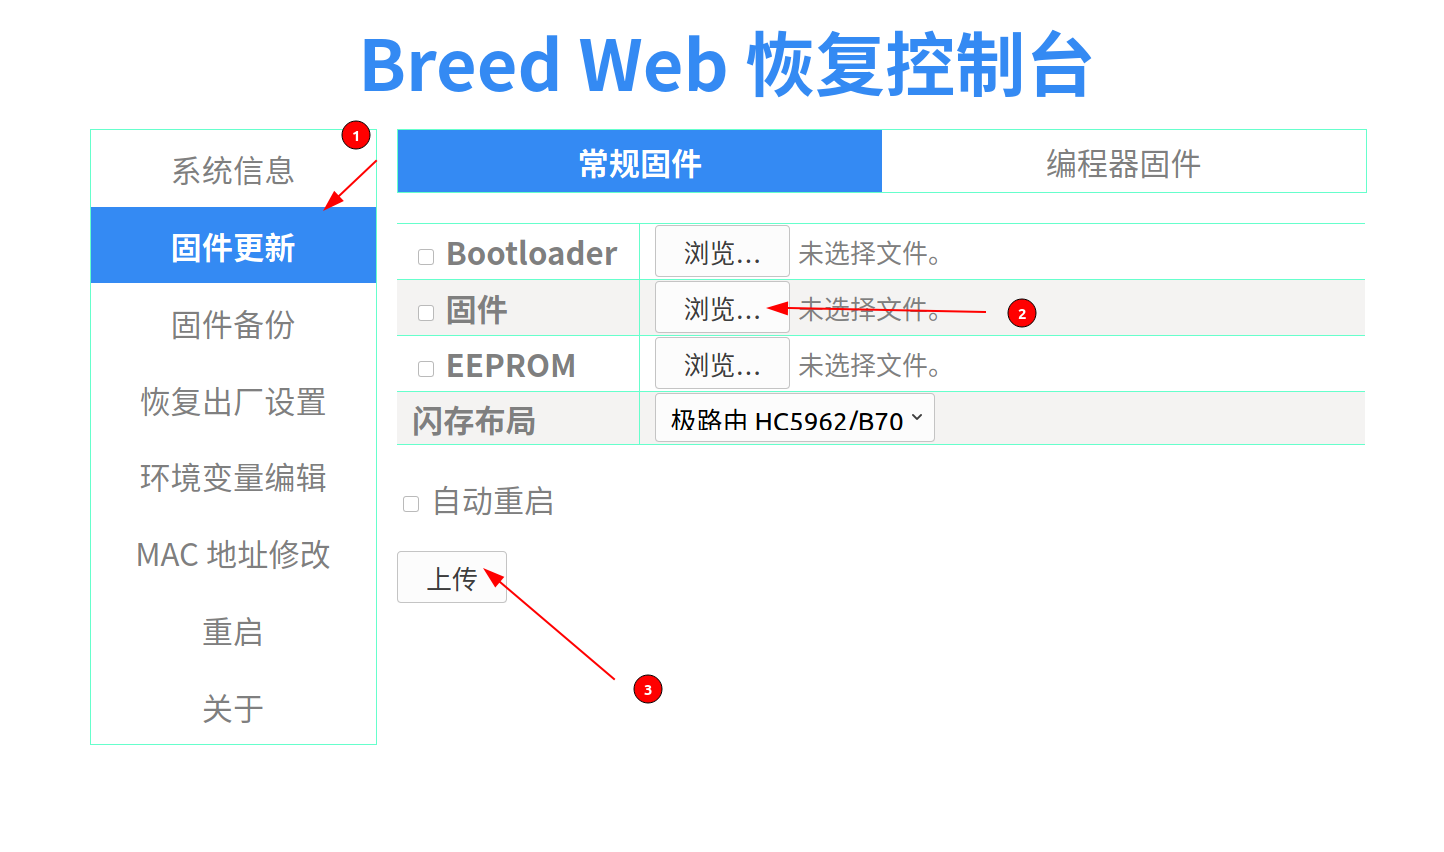 Breed Web 恢复控制台
1
系统信息
固件更新
固件备份
恢复出厂设置
环境变量编辑
MAC 地址修改
重启
关于
常规固件 编程器固件
Bootloader 浏览... 未选择文件。
固件 浏览... 未选择文件。 2
EEPROM 浏览... 未选择文件。
闪存布局 极路由 HC5962/B70
自动重启
上传
3